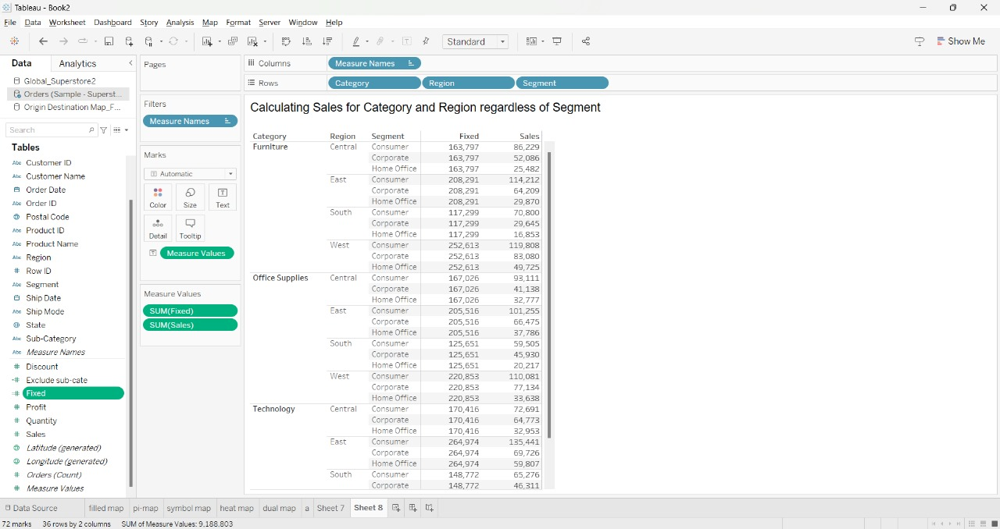 Tableau - Book2
File Data Worksheet Dashboard Story Analysis Map Format Server Window Help
Standard
Show Me
Data Analytics
Global_Superstore2
Orders (Sample - Superst...
Origin Destination Map_F...
Search
Tables
Abc Customer ID
Abc Customer Name
Order Date
Abc Order ID
Postal Code
Abc Product ID
Abc Product Name
Abc Region
# Row ID
Abc Segment
Ship Date
Abc Ship Mode
State
Abc Sub-Category
Abc Measure Names
# Discount
=# Exclude sub-cate
=# Fixed
# Profit
# Quantity
# Sales
Latitude (generated)
Longitude (generated)
# Orders (Count)
# Measure Values
Pages
Filters
Measure Names
Marks
Automatic
Color Size Text
Detail Tooltip
Measure Values
Measure Values
SUM(Fixed)
SUM(Sales)
Columns Measure Names
Rows Category Region Segment
Calculating Sales for Category and Region regardless of Segment
Category Region Segment Fixed Sales
Furniture Central Consumer 163,797 86,229
Corporate 163,797 52,086
Home Office 163,797 25,482
East Consumer 208,291 114,212
Corporate 208,291 64,209
Home Office 208,291 29,870
South Consumer 117,299 70,800
Corporate 117,299 29,645
Home Office 117,299 16,853
West Consumer 252,613 119,808
Corporate 252,613 83,080
Home Office 252,613 49,725
Office Supplies Central Consumer 167,026 93,111
Corporate 167,026 41,138
Home Office 167,026 32,777
East Consumer 205,516 101,255
Corporate 205,516 66,475
Home Office 205,516 37,786
South Consumer 125,651 59,505
Corporate 125,651 45,930
Home Office 125,651 20,217
West Consumer 220,853 110,081
Corporate 220,853 77,134
Home Office 220,853 33,638
Technology Central Consumer 170,416 72,691
Corporate 170,416 64,773
Home Office 170,416 32,953
East Consumer 264,974 135,441
Corporate 264,974 69,726
Home Office 264,974 59,807
South Consumer 148,772 65,276
Corporate 148,772 46,311
Data Source filled map pi-map symbol map heat map dual map a Sheet 7 Sheet 8
72 marks 36 rows by 2 columns SUM of Measure Values: 9,188,803